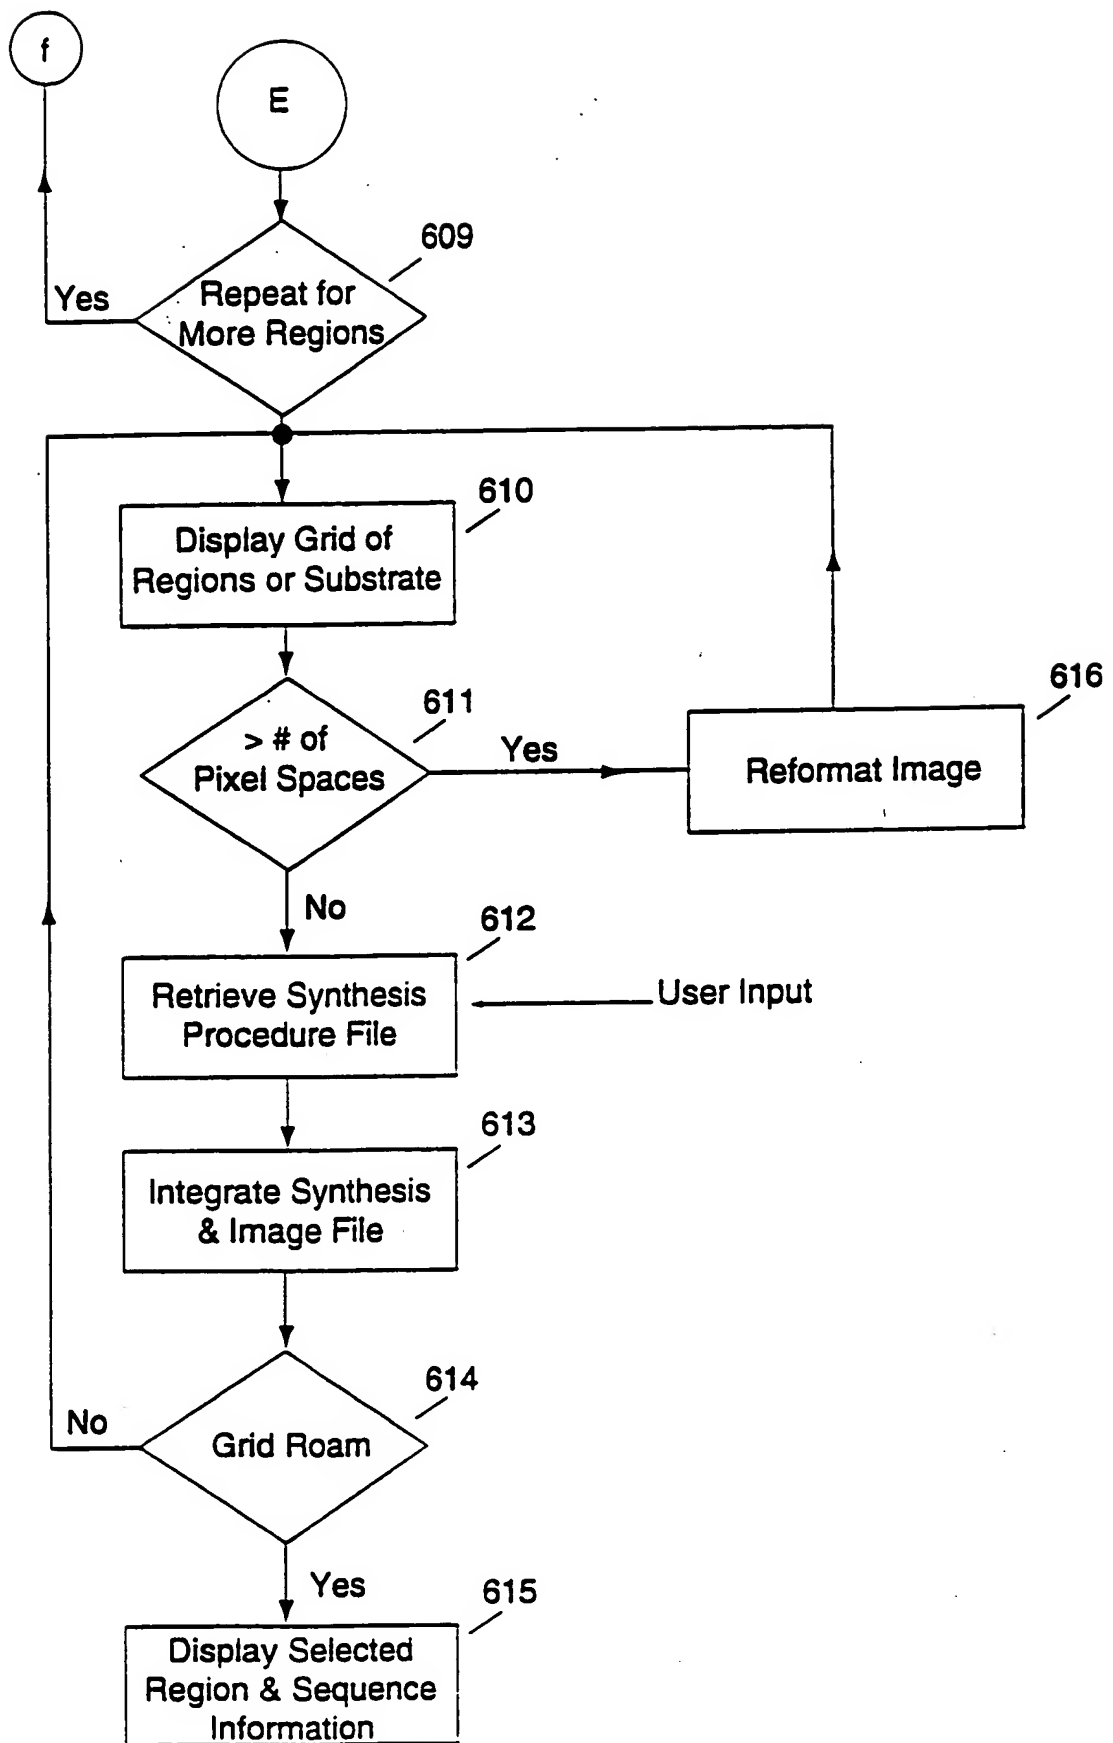 f
E
609
Repeat for
More Regions
Yes
610
Display Grid of
Regions or Substrate
611
> # of
Pixel Spaces
Yes
616
Reformat Image
No
612
Retrieve Synthesis
Procedure File
User Input
613
Integrate Synthesis
& Image File
614
Grid Roam
No
Yes
615
Display Selected
Region & Sequence
Information